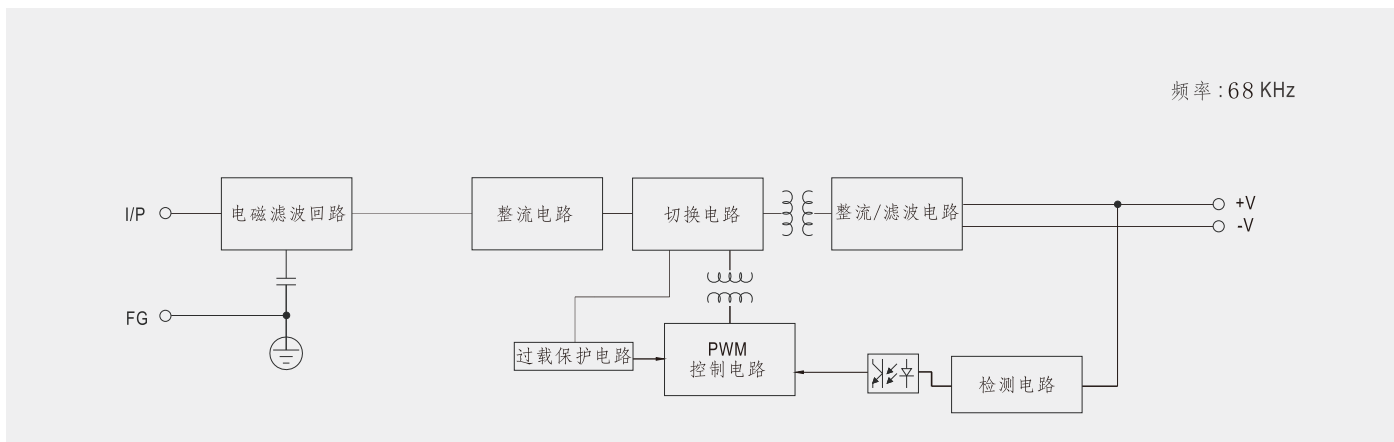 频率:68 KHz
I/P
电磁滤波回路
整流电路
切换电路
整流/滤波电路
+V
-V
FG
过载保护电路
PWM
控制电路
检测电路